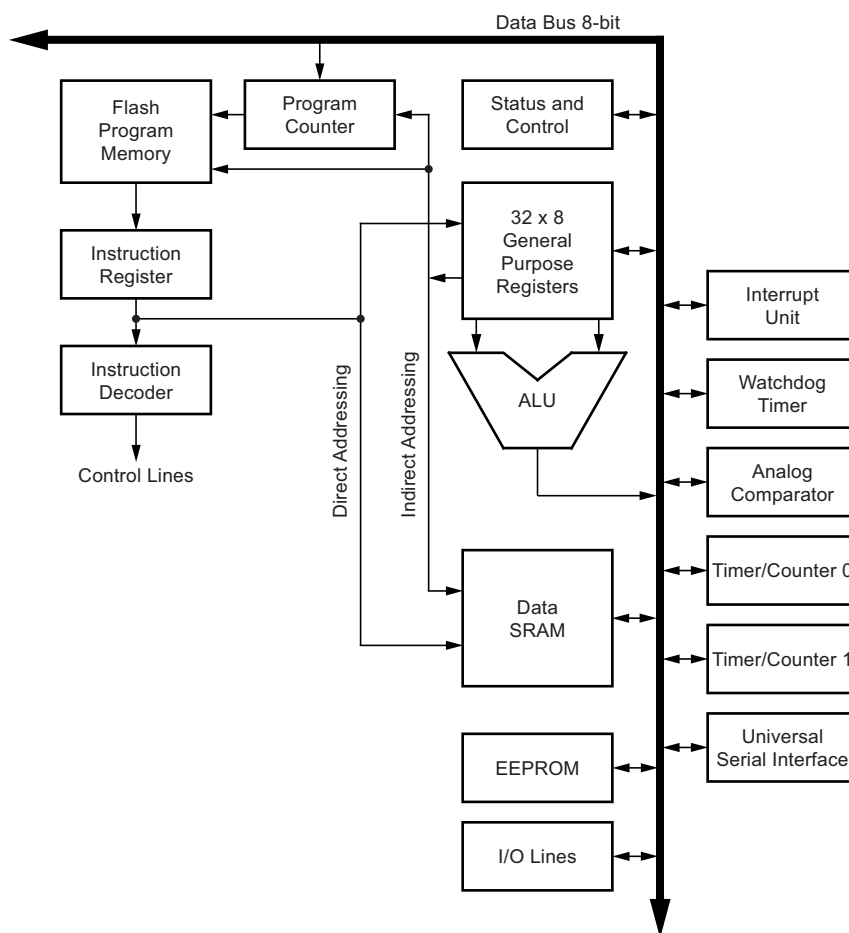 Data Bus 8-bit
Flash
Program
Memory
Program
Counter
Status and
Control
32 x 8
General
Purpose
Registers
Instruction
Register
Interrupt
Unit
Instruction
Decoder
Watchdog
Timer
ALU
Control Lines
Direct Addressing
Indirect Addressing
Analog
Comparator
Timer/Counter 0
Data
SRAM
Timer/Counter 1
Universal
Serial Interface
EEPROM
I/O Lines